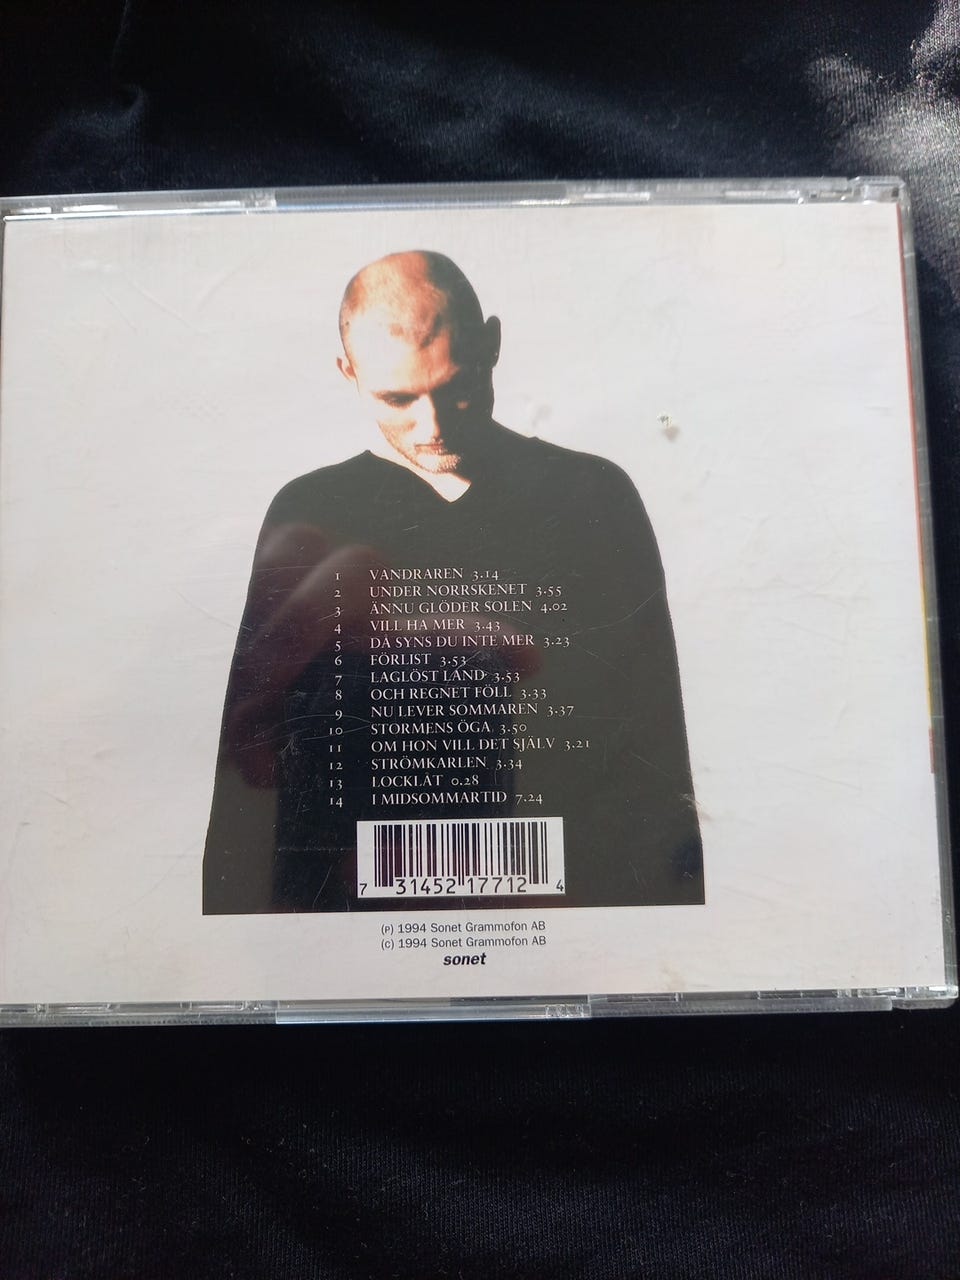 1 VANDRAREN 3.14
2 UNDER NORRSKENET 3.55
3 ÄNNU GLÖDER SOLEN 4.02
4 VILL HA MER 3.43
5 DÅ SYNS DU INTE MER 3.23
6 FÖRLIST 3.53
7 LAGLÖST LAND 3.53
8 OCH REGNET FÖLL 3.33
9 NU LEVER SOMMAREN 3.37
10 STORMENS ÖGA 3.50
11 OM HON VILL DET SJÄLV 3.21
12 STRÖMKARLEN 3.34
13 LOCKLÅT 0.28
14 I MIDSOMMARTID 7.24
7 31452 17712 4
(P) 1994 Sonet Grammofon AB
(C) 1994 Sonet Grammofon AB
sonet